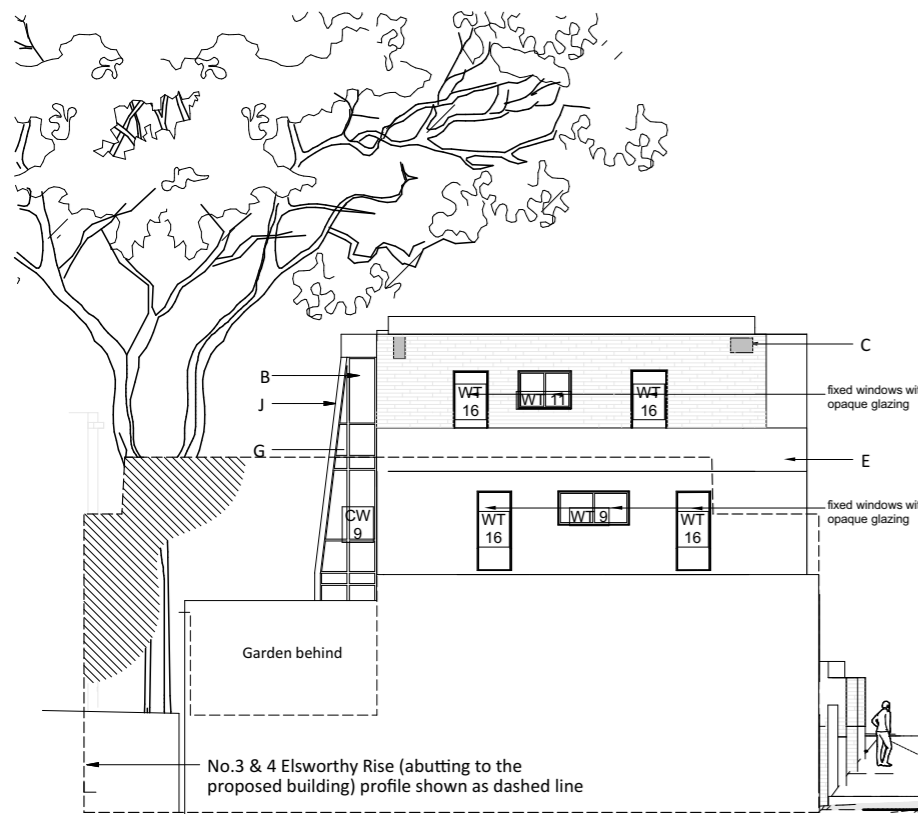 C
B
WT
16
WT 11
WT
16
fixed windows wi
opaque glazing
J
G
E
CW
9
WT
16
WT 9
WT
16
fixed windows wi
opaque glazing
Garden behind
No.3 & 4 Elsworthy Rise (abutting to the
proposed building) profile shown as dashed line